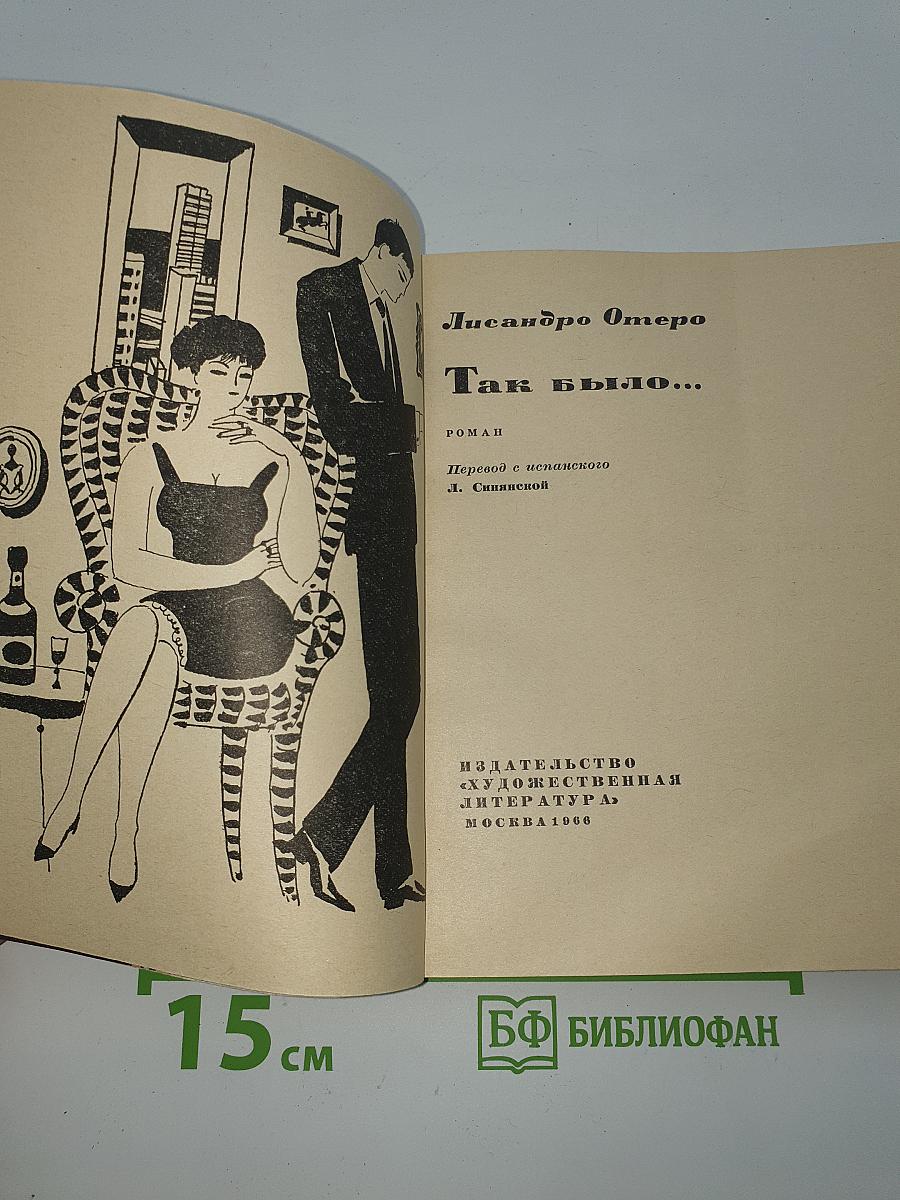 Лисандро Отеро
Так было...
РОМАН
Перевод с испанского
Л. Синянской
ИЗДАТЕЛЬСТВО
«ХУДОЖЕСТВЕННАЯ
ЛИТЕРАТУРА»
МОСКВА 1966
15 см
БФ БИБЛИОФАН